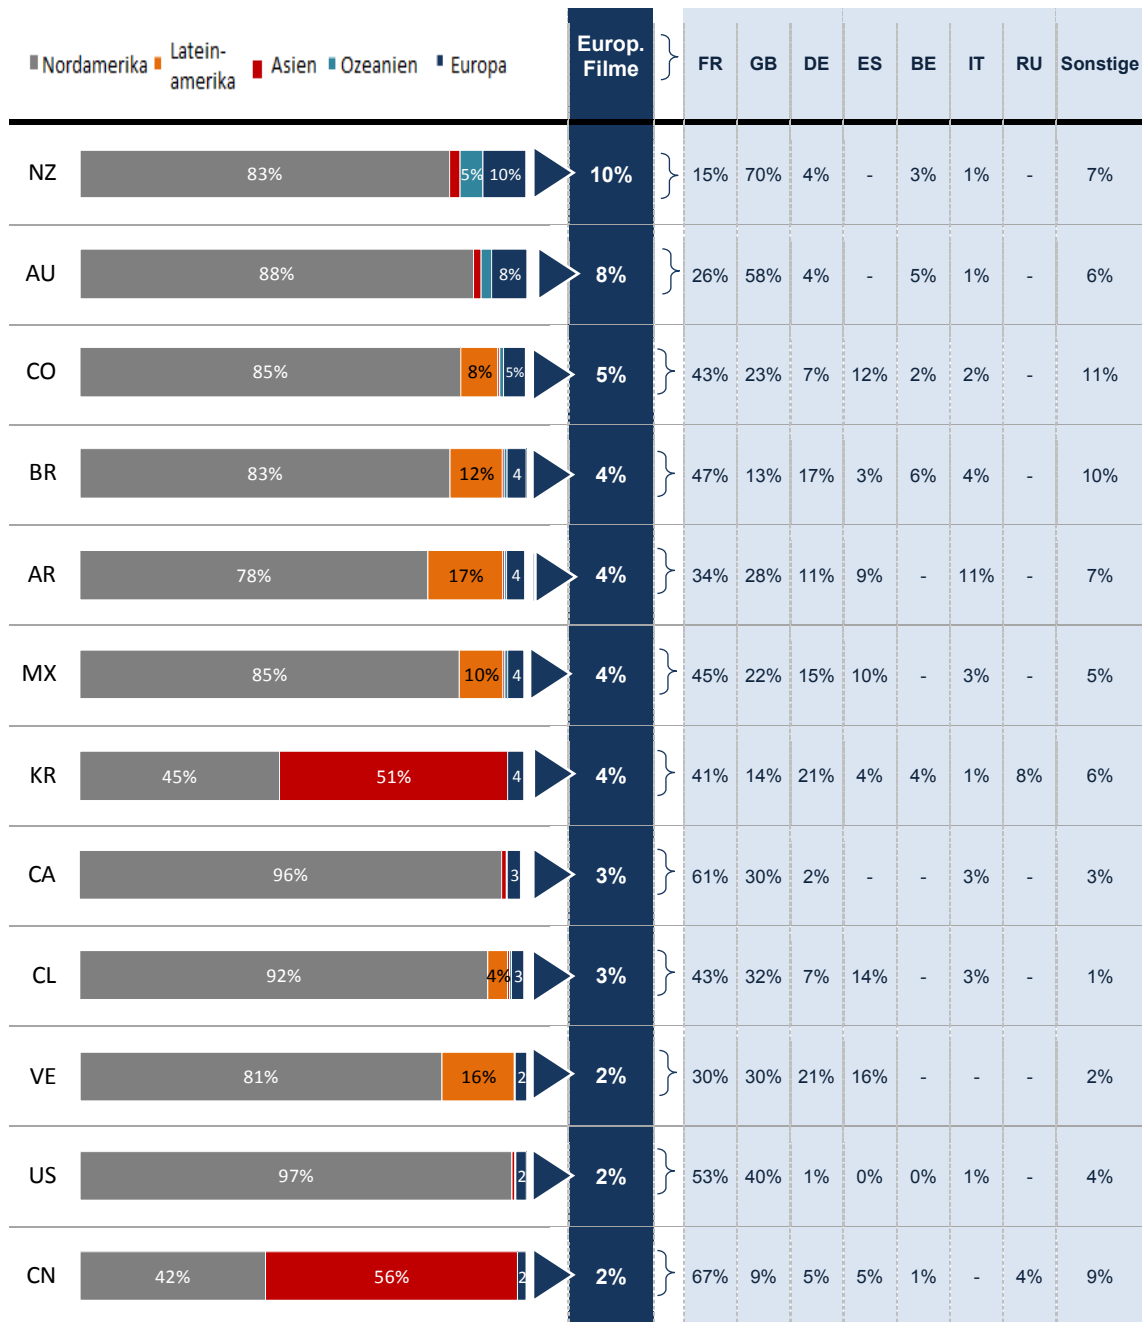 Nordamerika Latein-amerika Asien Ozeanien Europa Europ. Filme FR GB DE ES BE IT RU Sonstige
NZ 83% 5% 10% 10% 15% 70% 4% - 3% 1% - 7%
AU 88% 8% 8% 26% 58% 4% - 5% 1% - 6%
CO 85% 8% 5% 5% 43% 23% 7% 12% 2% 2% - 11%
BR 83% 12% 4 4% 47% 13% 17% 3% 6% 4% - 10%
AR 78% 17% 4 4% 34% 28% 11% 9% - 11% - 7%
MX 85% 10% 4 4% 45% 22% 15% 10% - 3% - 5%
KR 45% 51% 4 4% 41% 14% 21% 4% 4% 1% 8% 6%
CA 96% 3 3% 61% 30% 2% - - 3% - 3%
CL 92% 4% 3 3% 43% 32% 7% 14% - 3% - 1%
VE 81% 16% 2 2% 30% 30% 21% 16% - - - 2%
US 97% 2 2% 53% 40% 1% 0% 0% 1% - 4%
CN 42% 56% 2 2% 67% 9% 5% 5% 1% - 4% 9%